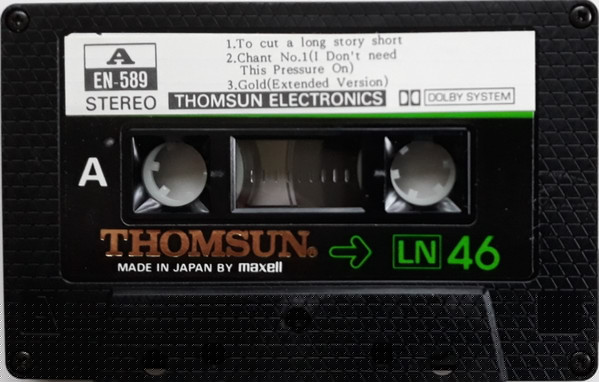 A
EN-589
STEREO
1.To cut a long story short
2.Chant No.1(I Don't need
This Pressure On)
3.Gold(Extended Version)
THOMSUN ELECTRONICS
DOLBY SYSTEM
A
THOMSUN®
MADE IN JAPAN BY maxell
LN 46